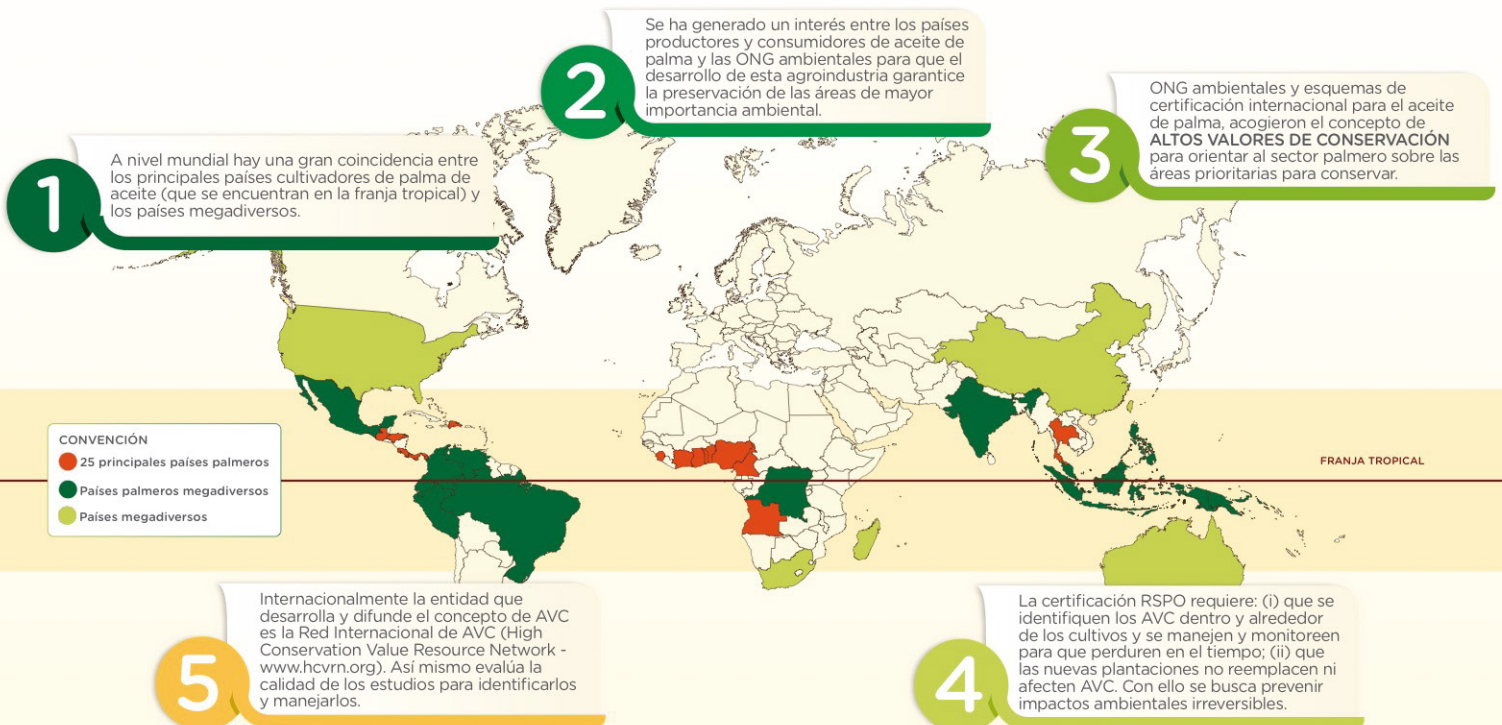 1
A nivel mundial hay una gran coincidencia entre
los principales países cultivadores de palma de
aceite (que se encuentran en la franja tropical) y
los países megadiversos.
2
Se ha generado un interés entre los países
productores y consumidores de aceite de
palma y las ONG ambientales para que el
desarrollo de esta agroindustria garantice
la preservación de las áreas de mayor
importancia ambiental.
3
ONG ambientales y esquemas de
certificación internacional para el aceite
de palma, acogieron el concepto de
ALTOS VALORES DE CONSERVACIÓN
para orientar al sector palmero sobre las
áreas prioritarias para conservar.
CONVENCIÓN
25 principales países palmeros
Países palmeros megadiversos
Países megadiversos
FRANJA TROPICAL
4
La certificación RSPO requiere: (i) que se
identifiquen los AVC dentro y alrededor
de los cultivos y se manejen y monitoreen
para que perduren en el tiempo; (ii) que
las nuevas plantaciones no reemplacen ni
afecten AVC. Con ello se busca prevenir
impactos ambientales irreversibles.
5
Internacionalmente la entidad que
desarrolla y difunde el concepto de AVC
es la Red Internacional de AVC (High
Conservation Value Resource Network -
www.hcvrn.org). Así mismo evalúa la
calidad de los estudios para identificarlos
y manejarlos.